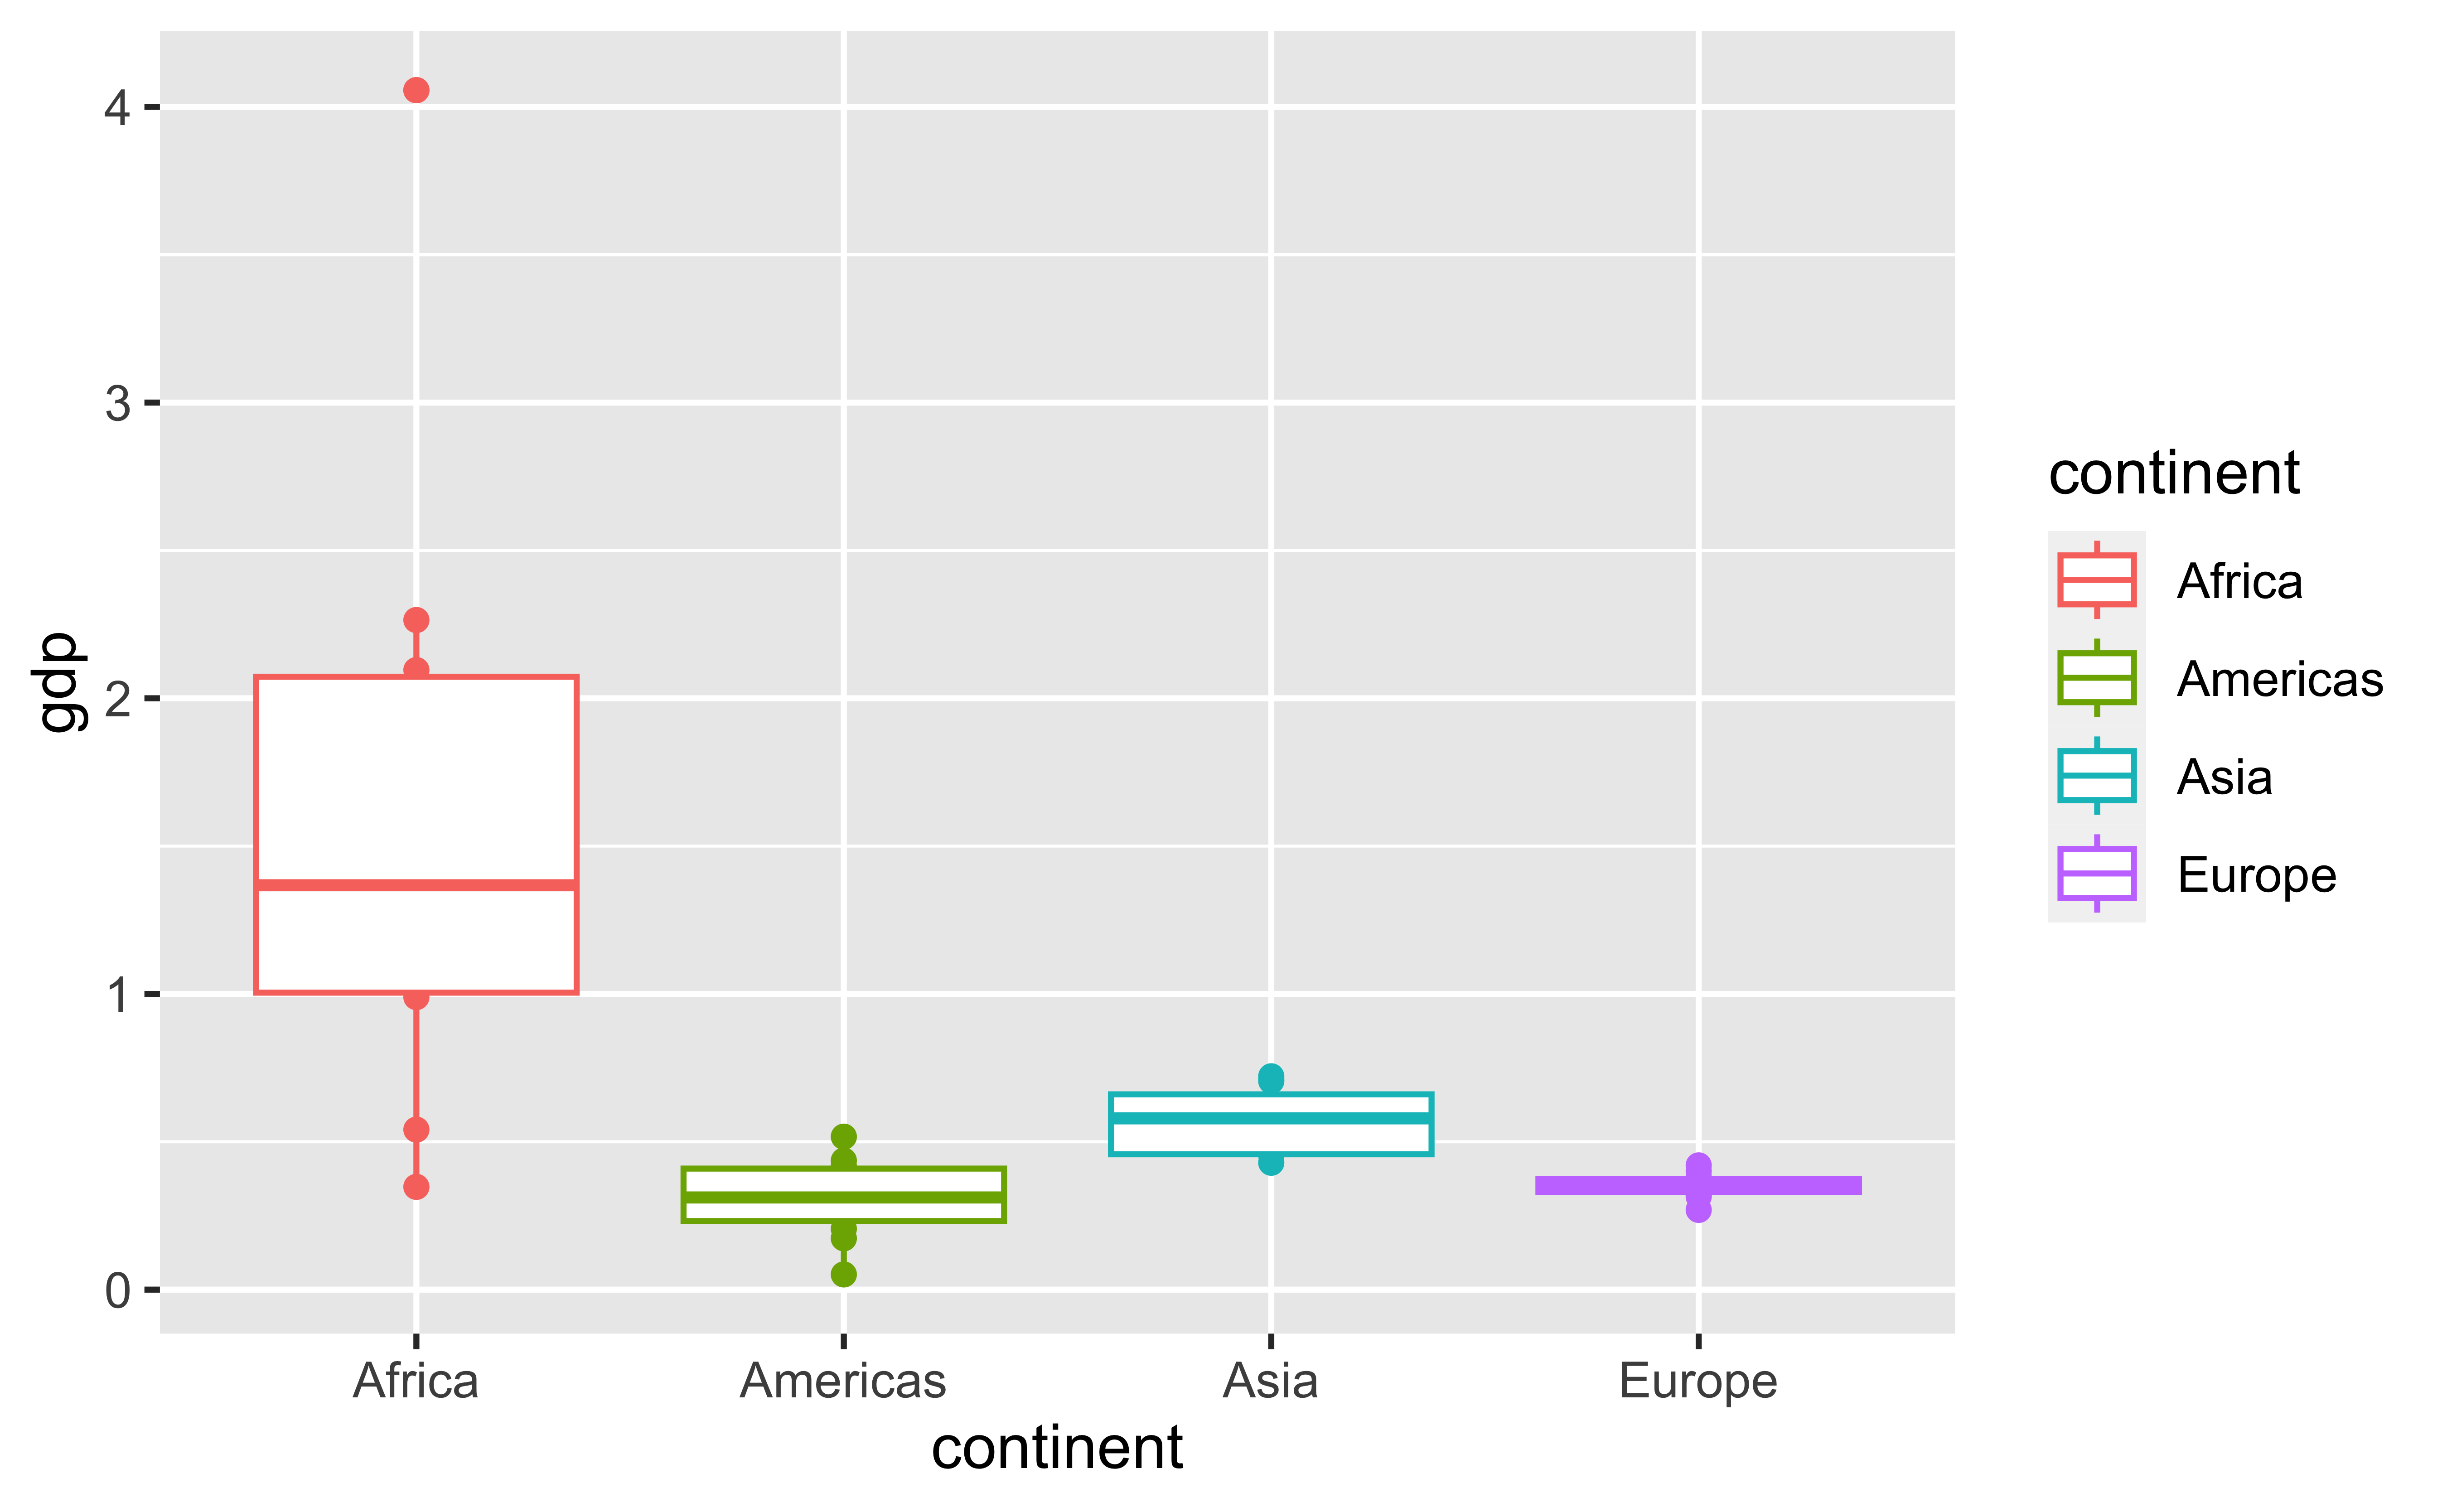 gdp
4
3
2
1
0
Africa
Americas
Asia
Europe
continent
continent
Africa
Americas
Asia
Europe